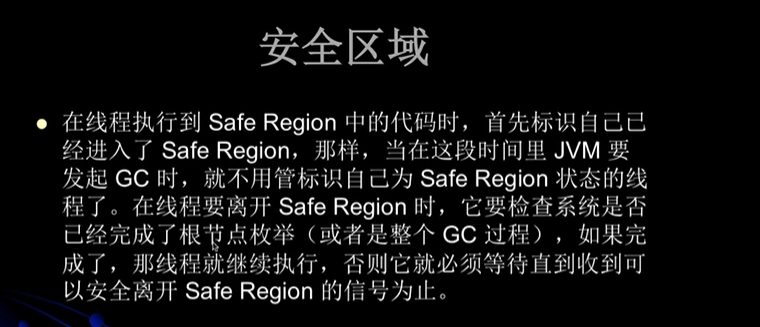 安全区域
在线程执行到 Safe Region 中的代码时，首先标识自己已
经进入了 Safe Region，那样，当在这段时间里 JVM 要
发起 GC 时，就不用管标识自己为 Safe Region 状态的线
程了。在线程要离开 Safe Region 时，它要检查系统是否
已经完成了根节点枚举（或者是整个 GC 过程），如果完
成了，那线程就继续执行，否则它就必须等待直到收到可
以安全离开 Safe Region 的信号为止。